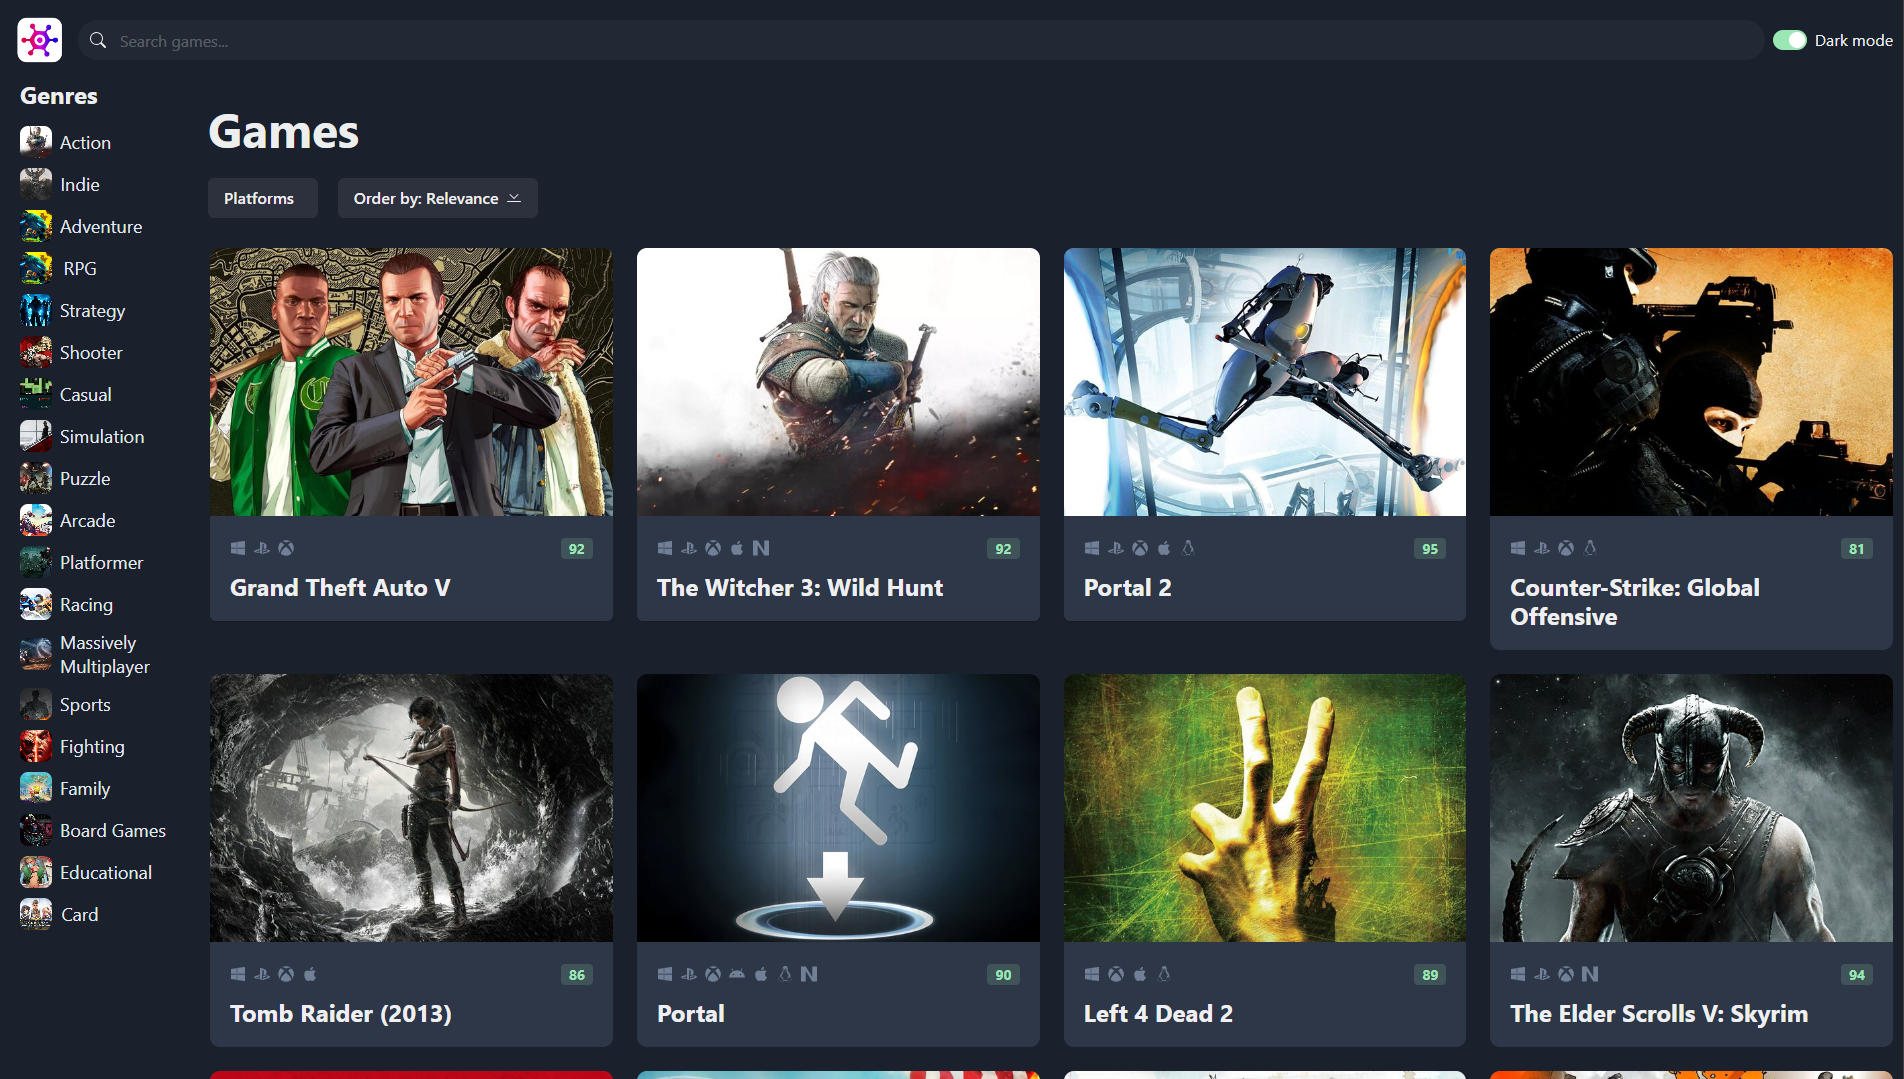 Search games...
Dark mode
Genres
Action
Indie
Adventure
RPG
Strategy
Shooter
Casual
Simulation
Puzzle
Arcade
Platformer
Racing
Massively
Multiplayer
Sports
Fighting
Family
Board Games
Educational
Card
Games
Platforms
Order by: Relevance
92
Grand Theft Auto V
92
The Witcher 3: Wild Hunt
95
Portal 2
81
Counter-Strike: Global
Offensive
86
Tomb Raider (2013)
90
Portal
89
Left 4 Dead 2
94
The Elder Scrolls V: Skyrim